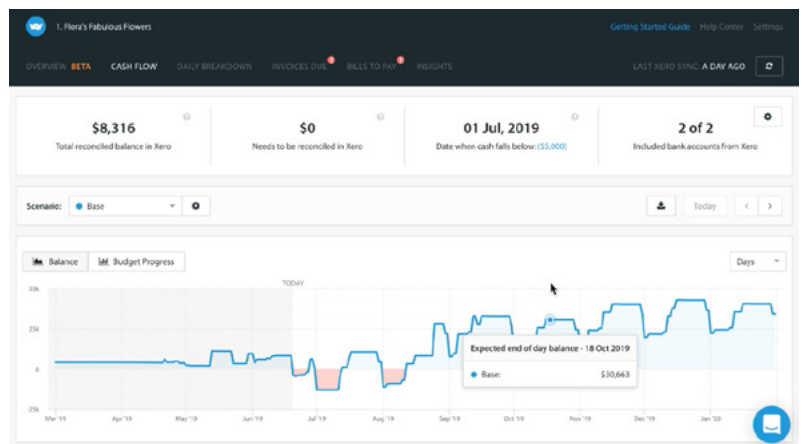 1. Flora's Fabulous Flowers
Getting Started Guide Help Center Settings
OVERVIEW BETA CASH FLOW DAILY BREAKDOWN INVOICES DUE BILLS TO PAY INSIGHTS
LAST XERO SYNC: A DAY AGO
$8,316
Total reconciled balance in Xero
$0
Needs to be reconciled in Xero
01 Jul, 2019
Date when cash falls below: ($5,000)
2 of 2
Included bank accounts from Xero
Scenario: Base
Today
Balance Budget Progress
Days
TODAY
50k
25k
0
-25k
Expected end of day balance - 18 Oct 2019
Base: $30,663
Mar '19 Apr '19 May '19 Jun '19 Jul '19 Aug '19 Sep '19 Oct '19 Nov '19 Dec '19 Jan '20